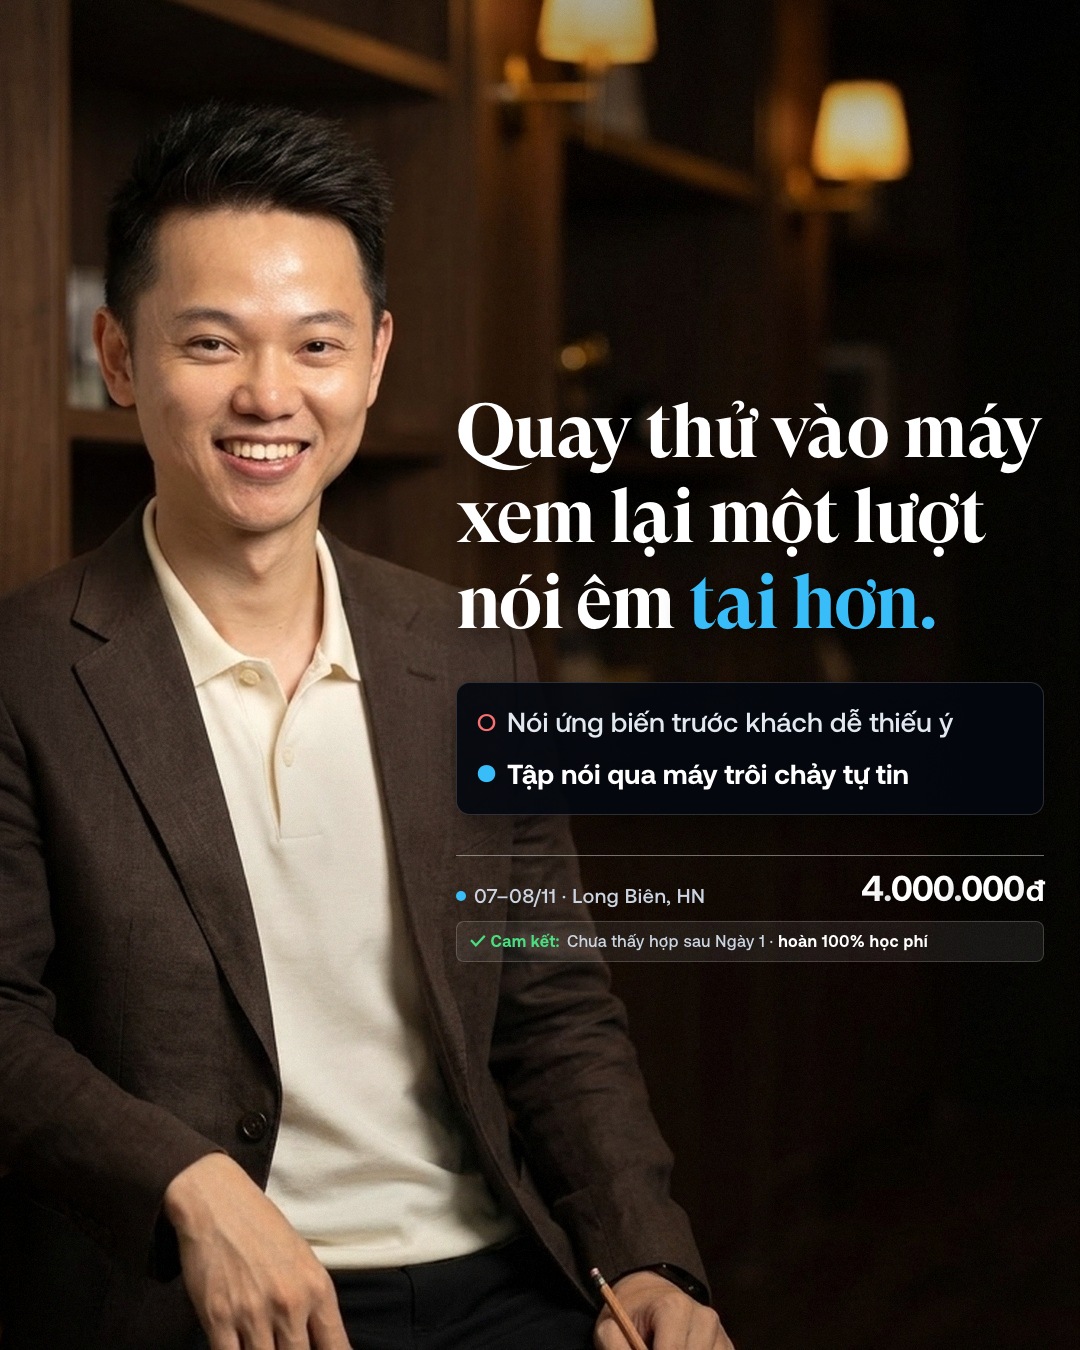 Quay thử vào máy
xem lại một lượt
nói êm tai hơn.
Nói ứng biến trước khách dễ thiếu ý
Tập nói qua máy trôi chảy tự tin
07–08/11 · Long Biên, HN
4.000.000đ
Cam kết: Chưa thấy hợp sau Ngày 1 · hoàn 100% học phí